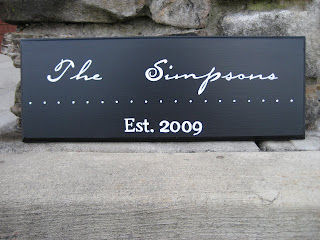 The Simpsons
Est. 2009